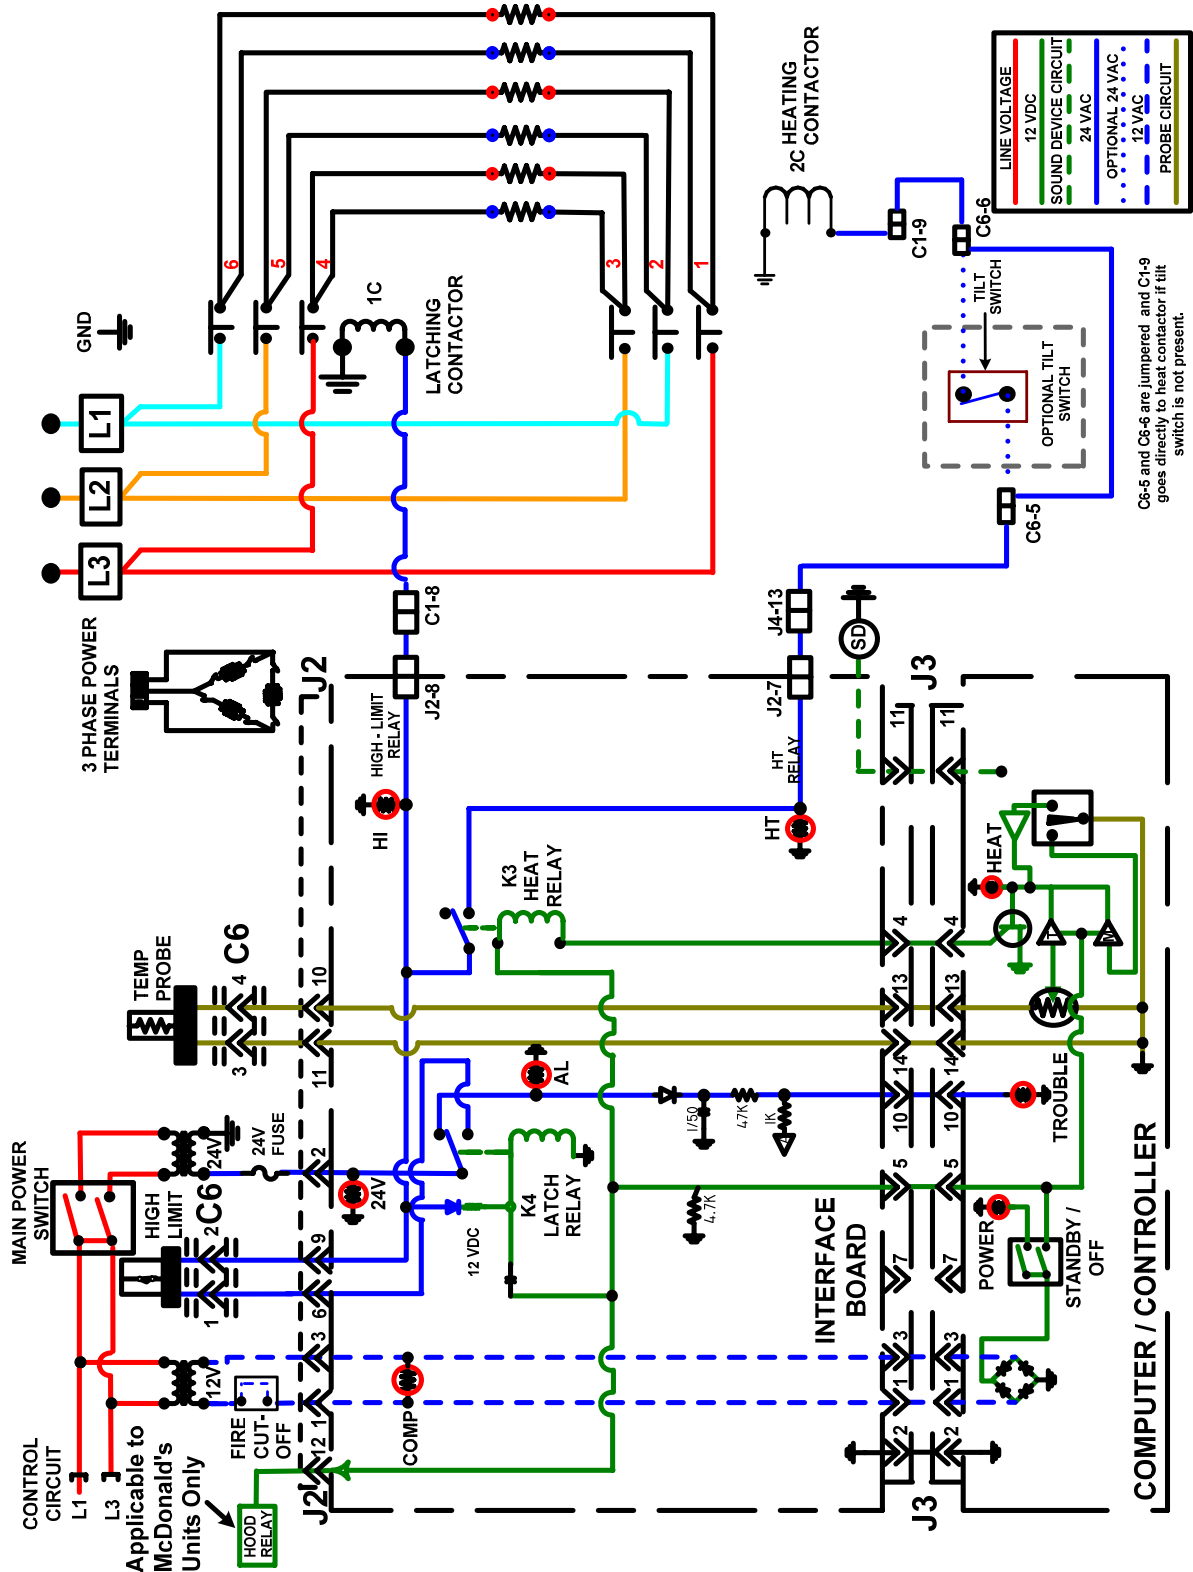 CONTROL
CIRCUIT
L1
L3
Applicable to
McDonald's
Units Only
HOOD
RELAY
MAIN POWER
SWITCH
HIGH
LIMIT
C6
2
1
12V
FIRE
CUT-
OFF
24V
24V
FUSE
TEMP
PROBE
C6
4
3
3 PHASE POWER
TERMINALS
L3
L2
L1
GND
J2
J2
12
1
3
6
9
2
11
10
COMP
24V
12 VDC
K4
LATCH
RELAY
AL
HI
HIGH - LIMIT
RELAY
J2-8
C1-8
LATCHING
CONTACTOR
1C
6
5
4
3
2
1
K3
HEAT
RELAY
HT
HT
RELAY
J2-7
J4-13
1/50
47K
1K
4.7K
INTERFACE
BOARD
SD
J3
J3
2
1
3
7
5
10
14
13
4
11
2
1
3
7
5
10
14
13
4
11
POWER
STANDBY /
OFF
TROUBLE
HEAT
T
M
COMPUTER / CONTROLLER
2C HEATING
CONTACTOR
C1-9
C6-6
TILT
SWITCH
OPTIONAL TILT
SWITCH
C6-5
C6-5 and C6-6 are jumpered and C1-9
goes directly to heat contactor if tilt
switch is not present.
LINE VOLTAGE
12 VDC
SOUND DEVICE CIRCUIT
24 VAC
OPTIONAL 24 VAC
12 VAC
PROBE CIRCUIT